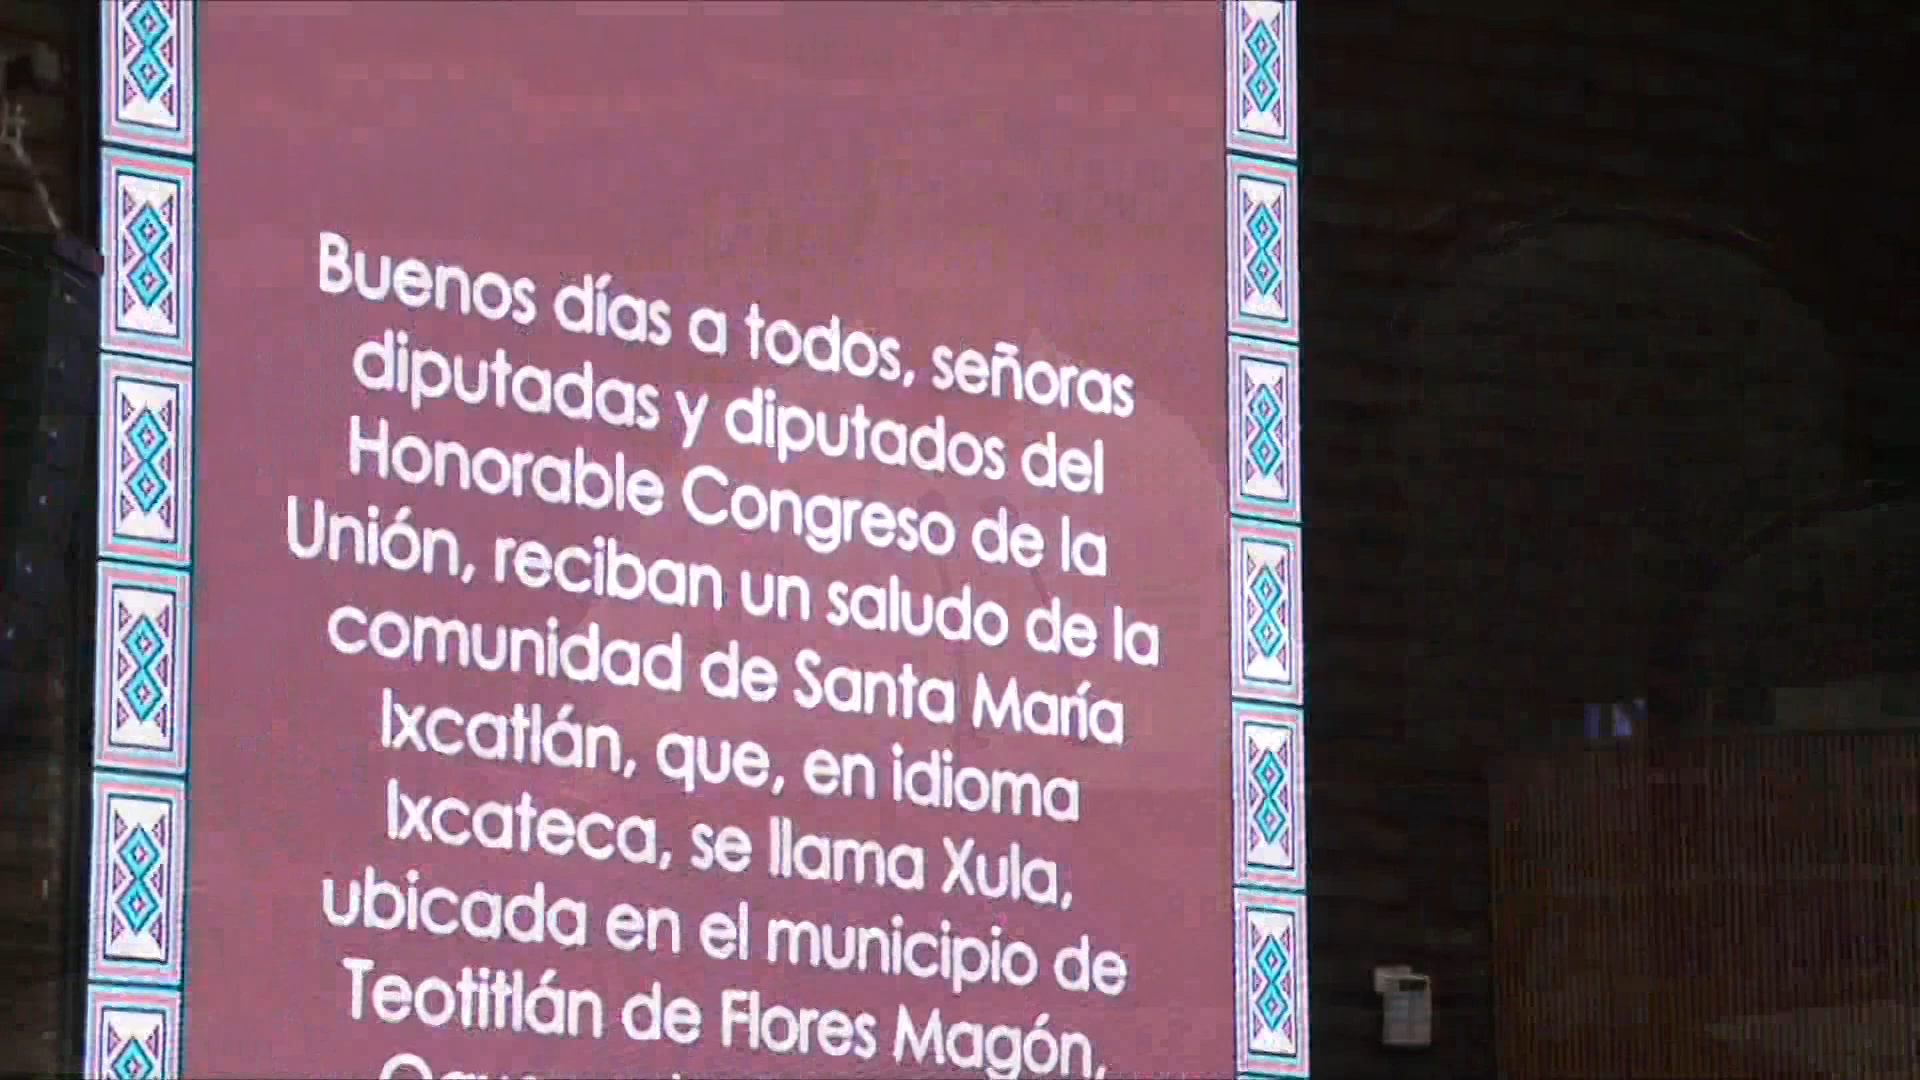 Buenos días a todos, señoras
diputadas y diputados del
Honorable Congreso de la
Unión, reciban un saludo de la
comunidad de Santa María
Ixcatlán, que, en idioma
Ixcateca, se llama Xula,
ubicada en el municipio de
Teotitlán de Flores Magón,